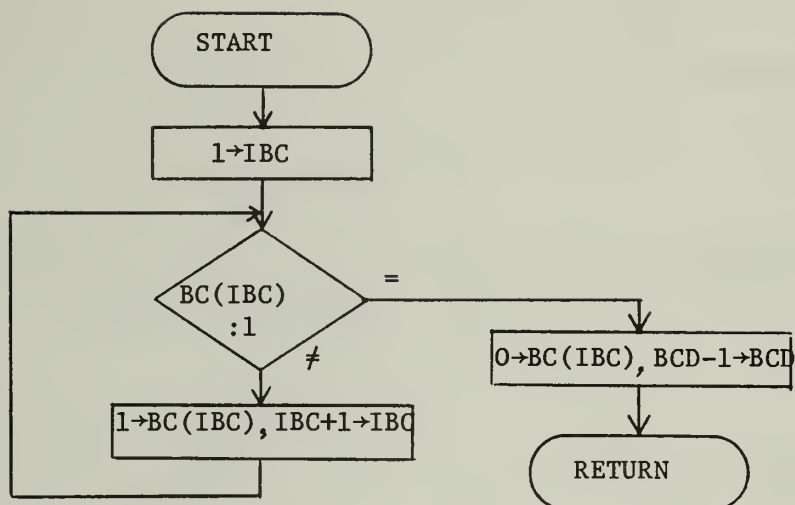 START
1→IBC
BC(IBC)
:1
=
≠
0→BC(IBC), BCD-1→BCD
1→BC(IBC), IBC+1→IBC
RETURN